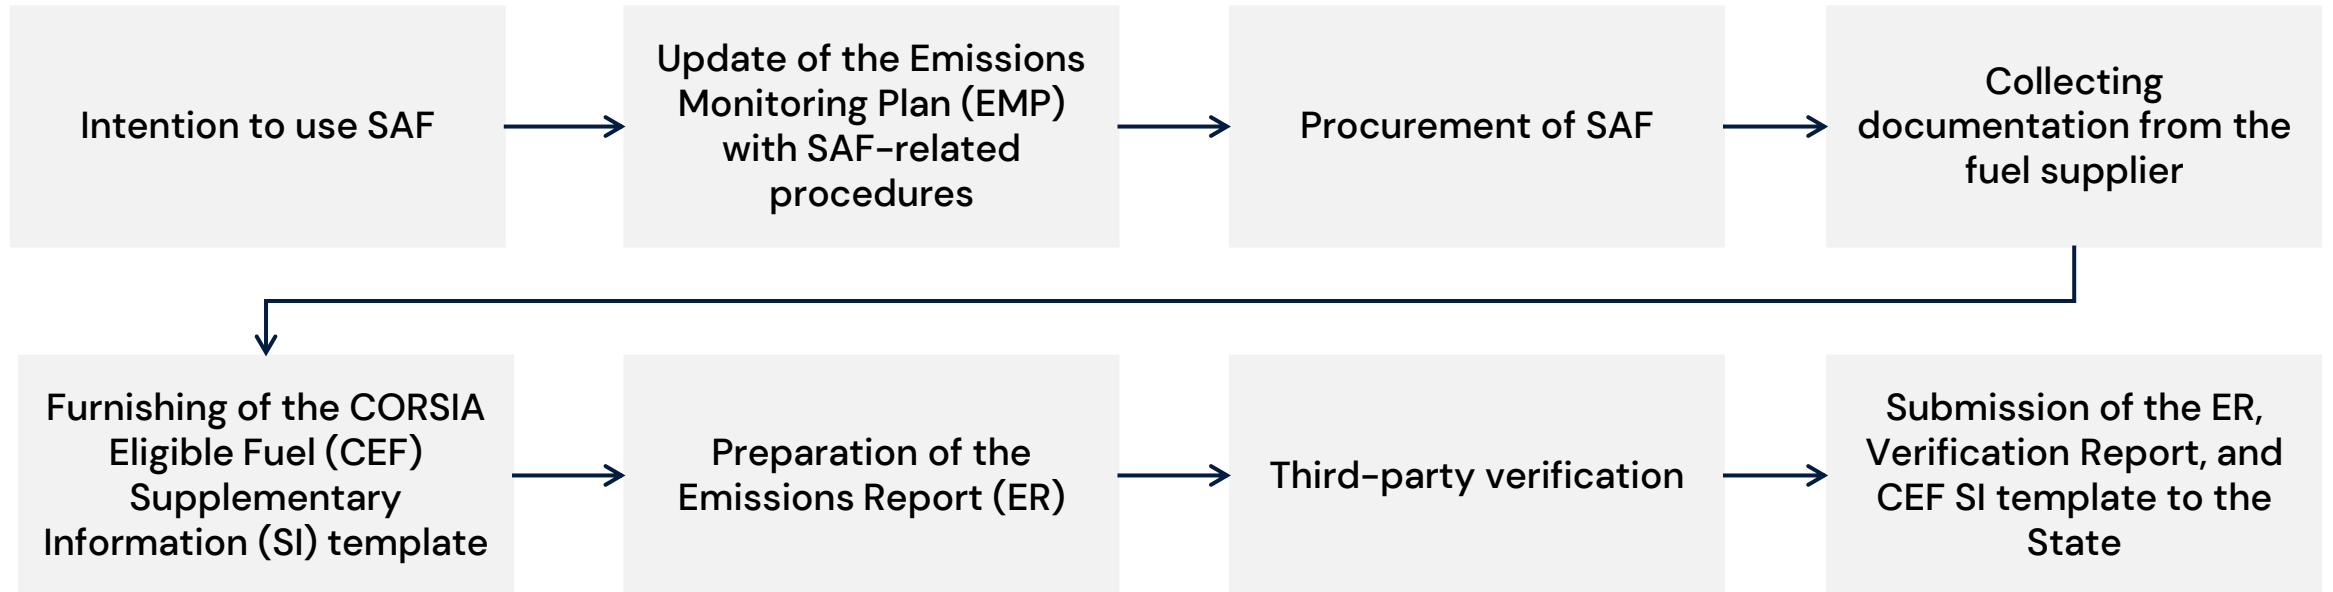 Intention to use SAF
Update of the Emissions
Monitoring Plan (EMP)
with SAF-related
procedures
Procurement of SAF
Collecting
documentation from the
fuel supplier
Furnishing of the CORSIA
Eligible Fuel (CEF)
Supplementary
Information (SI) template
Preparation of the
Emissions Report (ER)
Third-party verification
Submission of the ER,
Verification Report, and
CEF SI template to the
State